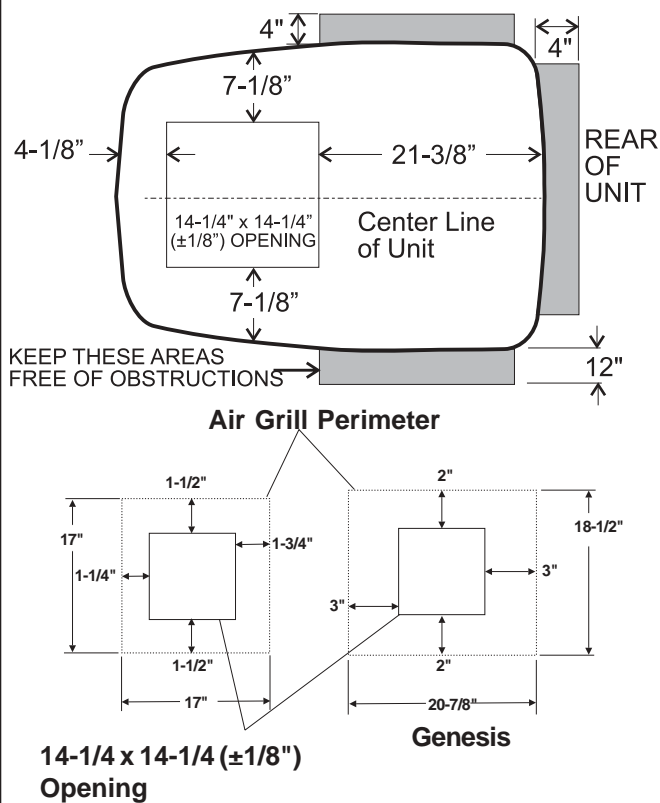 4"
4"
7-1/8”
4-1/8”
21-3/8”
REAR
OF
UNIT
14-1/4" x 14-1/4”
(±1/8”) OPENING
Center Line
of Unit
7-1/8”
KEEP THESE AREAS
FREE OF OBSTRUCTIONS
12"
Air Grill Perimeter
1-1/2"
2"
17"
1-3/4"
18-1/2"
1-1/4"
3"
3"
1-1/2"
2"
17"
20-7/8"
Genesis
14-1/4 x 14-1/4 (±1/8")
Opening